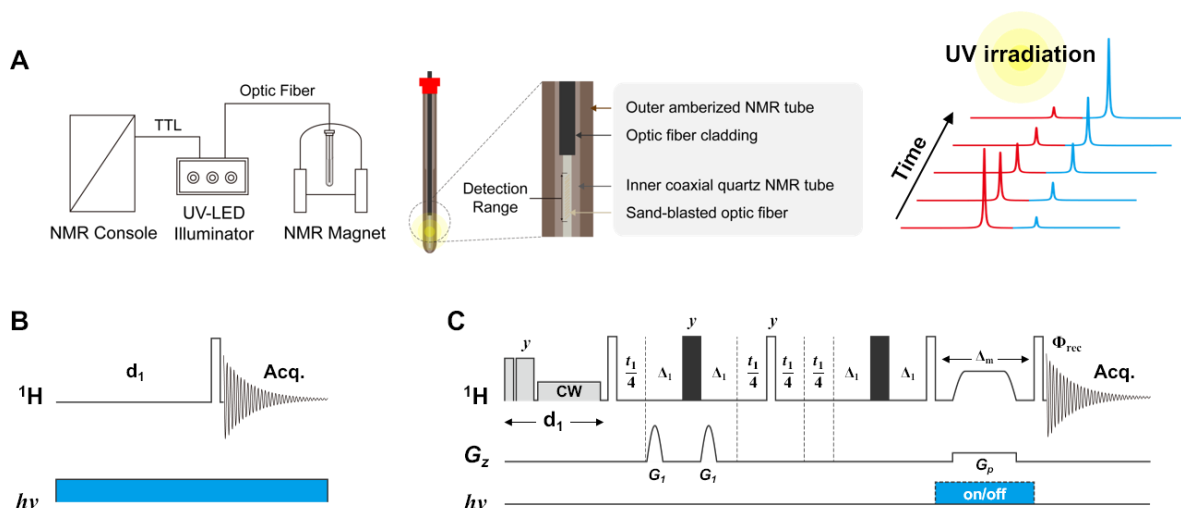 A
Optic Fiber
TTL
NMR Console
UV-LED
Illuminator
NMR Magnet
Detection
Range
Outer amberized NMR tube
Optic fiber cladding
Inner coaxial quartz NMR tube
Sand-blasted optic fiber
UV irradiation
Time
B
d1
Acq.
1H
hν
C
y
y
y
t1/4
Δ1
Δ1
t1/4
t1/4
Δ1
Δ1
Δm
Φrec
Acq.
1H
CW
d1
Gz
G1
G1
Gp
hν
on/off